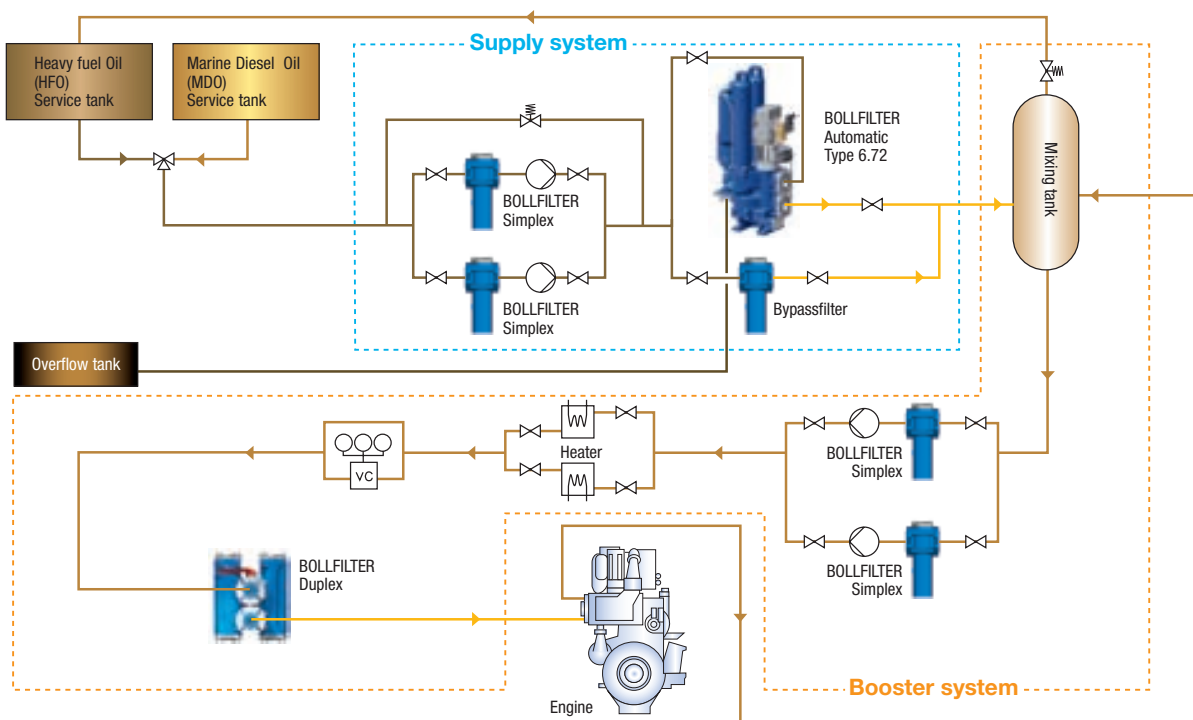 Supply system
Heavy fuel Oil
(HFO)
Service tank
Marine Diesel Oil
(MDO)
Service tank
BOLLFILTER
Automatic
Type 6.72
BOLLFILTER
Simplex
Mixing tank
BOLLFILTER
Simplex
Bypassfilter
Overflow tank
Heater
VC
BOLLFILTER
Simplex
BOLLFILTER
Duplex
BOLLFILTER
Simplex
Engine
Booster system